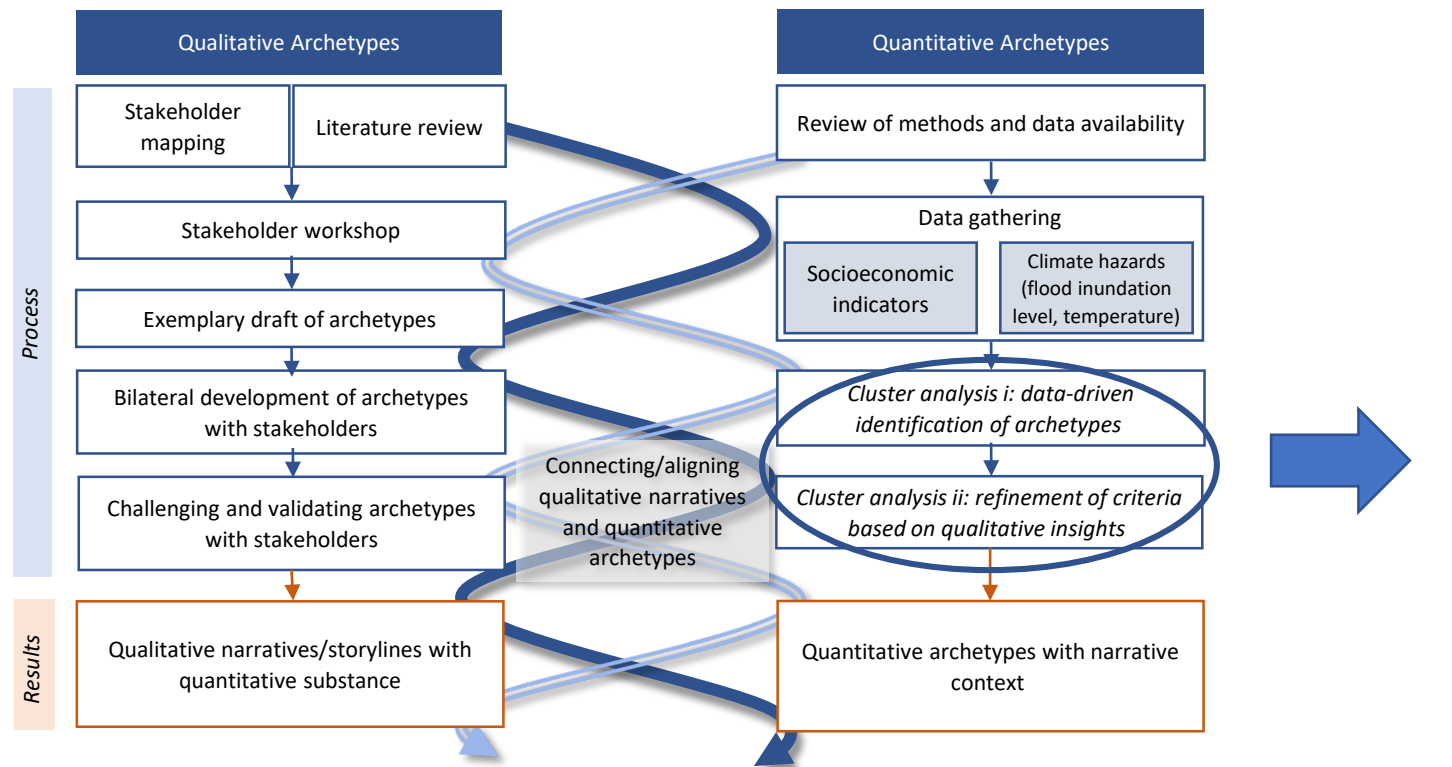 Qualitative Archetypes
Quantitative Archetypes
Process
Stakeholder
mapping
Literature review
Stakeholder workshop
Exemplary draft of archetypes
Bilateral development of archetypes
with stakeholders
Challenging and validating archetypes
with stakeholders
Connecting/aligning
qualitative narratives
and quantitative
archetypes
Review of methods and data availability
Data gathering
Socioeconomic
indicators
Climate hazards
(flood inundation
level, temperature)
Cluster analysis i: data-driven
identification of archetypes
Cluster analysis ii: refinement of criteria
based on qualitative insights
Results
Qualitative narratives/storylines with
quantitative substance
Quantitative archetypes with narrative
context